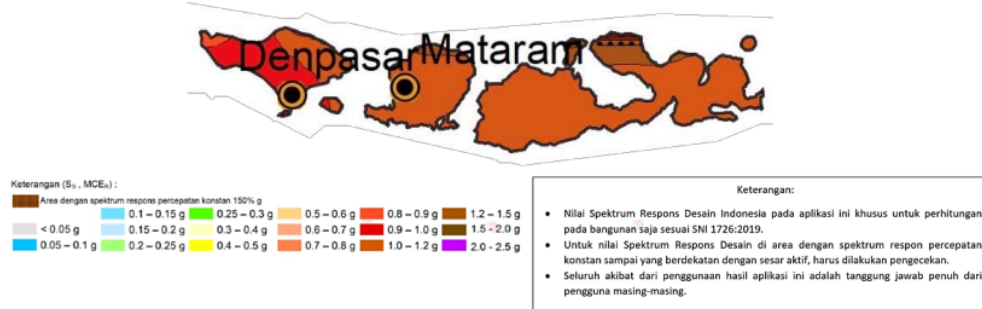 Denpasar Mataram
Keterangan (Sₛ , MCEᵣ) :
Area dengan spektrum respons percepatan konstan 150% g
0.1 – 0.15 g 0.25 – 0.3 g 0.5 – 0.6 g 0.8 – 0.9 g 1.2 – 1.5 g
< 0.05 g 0.15 – 0.2 g 0.3 – 0.4 g 0.6 – 0.7 g 0.9 – 1.0 g 1.5 – 2.0 g
0.05 – 0.1 g 0.2 – 0.25 g 0.4 – 0.5 g 0.7 – 0.8 g 1.0 – 1.2 g 2.0 - 2.5 g
Keterangan:
• Nilai Spektrum Respons Desain Indonesia pada aplikasi ini khusus untuk perhitungan
pada bangunan saja sesuai SNI 1726:2019.
• Untuk nilai Spektrum Respons Desain di area dengan spektrum respon percepatan
konstan sampai yang berdekatan dengan sesar aktif, harus dilakukan pengecekan.
• Seluruh akibat dari penggunaan hasil aplikasi ini adalah tanggung jawab penuh dari
pengguna masing-masing.